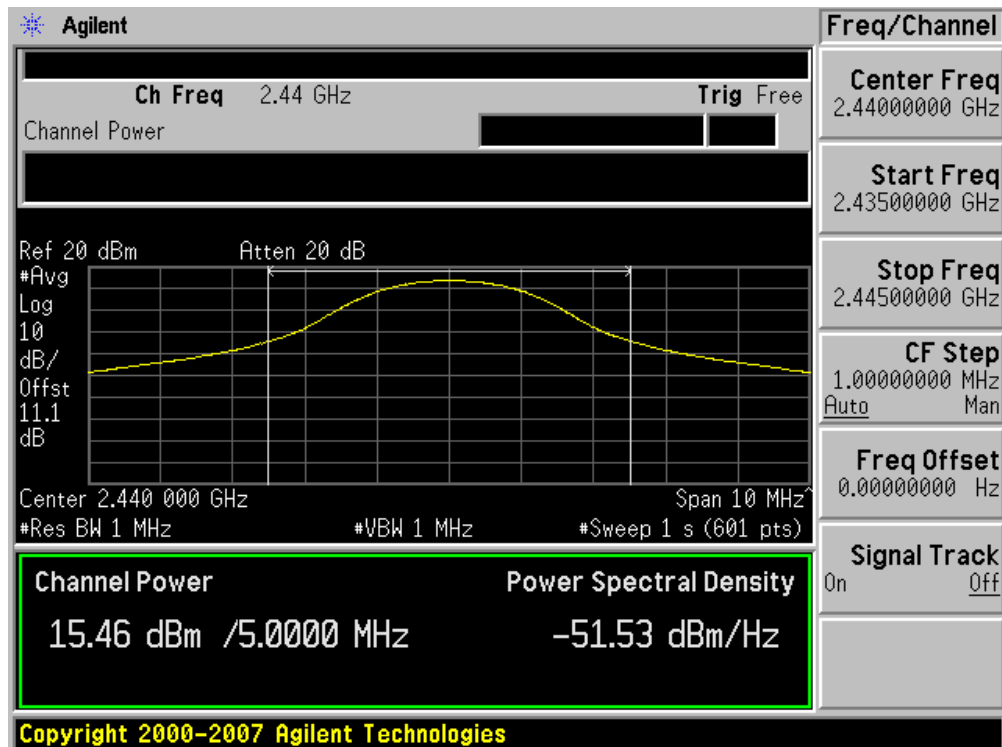 Agilent
Freq/Channel
Ch Freq 2.44 GHz
Trig Free
Channel Power
Ref 20 dBm
Atten 20 dB
#Avg
Log
10
dB/
Offst
11.1
dB
Center 2.440 000 GHz
Span 10 MHz^
#Res BW 1 MHz
#VBW 1 MHz
#Sweep 1 s (601 pts)
Channel Power
Power Spectral Density
15.46 dBm /5.0000 MHz
-51.53 dBm/Hz
Copyright 2000-2007 Agilent Technologies
Center Freq
2.44000000 GHz
Start Freq
2.43500000 GHz
Stop Freq
2.44500000 GHz
CF Step
1.00000000 MHz
Auto Man
Freq Offset
0.00000000 Hz
Signal Track
On Off